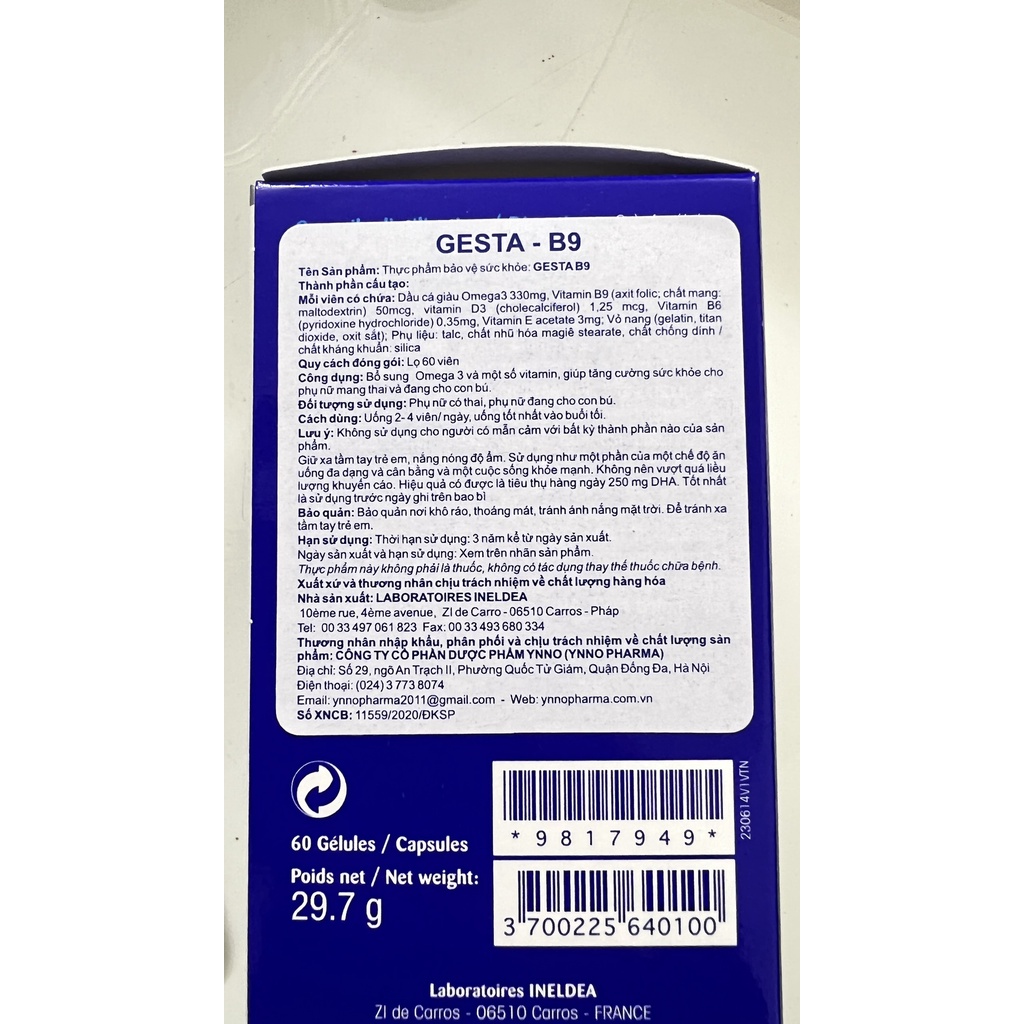 GESTA - B9
Tên Sản phẩm: Thực phẩm bảo vệ sức khỏe: GESTA B9
Thành phần cấu tạo:
Mỗi viên có chứa: Dầu cá giàu Omega3 330mg, Vitamin B9 (axit folic; chất mang:
maltodextrin) 50mcg, vitamin D3 (cholecalciferol) 1,25 mcg, Vitamin B6
(pyridoxine hydrochloride) 0,35mg, Vitamin E acetate 3mg; Vỏ nang (gelatin, titan
dioxide, oxit sắt); Phụ liệu: talc, chất nhũ hóa magiê stearate, chất chống dính /
chất kháng khuẩn: silica
Quy cách đóng gói: Lọ 60 viên
Công dụng: Bổ sung Omega 3 và một số vitamin, giúp tăng cường sức khỏe cho
phụ nữ mang thai và đang cho con bú.
Đối tượng sử dụng: Phụ nữ có thai, phụ nữ đang cho con bú.
Cách dùng: Uống 2- 4 viên/ ngày, uống tốt nhất vào buổi tối.
Lưu ý: Không sử dụng cho người có mẫn cảm với bất kỳ thành phần nào của sản
phẩm.
Giữ xa tầm tay trẻ em, nắng nóng độ ẩm. Sử dụng như một phần của một chế độ ăn
uống đa dạng và cân bằng và một cuộc sống khỏe mạnh. Không nên vượt quá liều
lượng khuyến cáo. Hiệu quả có được là tiêu thụ hàng ngày 250 mg DHA. Tốt nhất
là sử dụng trước ngày ghi trên bao bì
Bảo quản: Bảo quản nơi khô ráo, thoáng mát, tránh ánh nắng mặt trời. Để tránh xa
tầm tay trẻ em.
Hạn sử dụng: Thời hạn sử dụng: 3 năm kể từ ngày sản xuất.
Ngày sản xuất và hạn sử dụng: Xem trên nhãn sản phẩm.
Thực phẩm này không phải là thuốc, không có tác dụng thay thế thuốc chữa bệnh.
Xuất xứ và thương nhân chịu trách nhiệm về chất lượng hàng hóa
Nhà sản xuất: LABORATOIRES INELDEA
10ème rue, 4ème avenue, ZI de Carro - 06510 Carros - Pháp
Tel: 00 33 497 061 823 Fax: 00 33 493 680 334
Thương nhân nhập khẩu, phân phối và chịu trách nhiệm về chất lượng sản
phẩm: CÔNG TY CỔ PHẦN DƯỢC PHẨM YNNO (YNNO PHARMA)
Địa chỉ: Số 29, ngõ An Trạch II, Phường Quốc Tử Giám, Quận Đống Đa, Hà Nội
Điện thoại: (024) 3 773 8074
Email: ynnopharma2011@gmail.com - Web: ynnopharma.com.vn
Số XNCB: 11559/2020/ĐKSP
60 Gélules / Capsules
Poids net / Net weight:
29.7 g
* 9817949 *
230614V1VTN
3 700225 640100
Laboratoires INELDEA
ZI de Carros - 06510 Carros - FRANCE